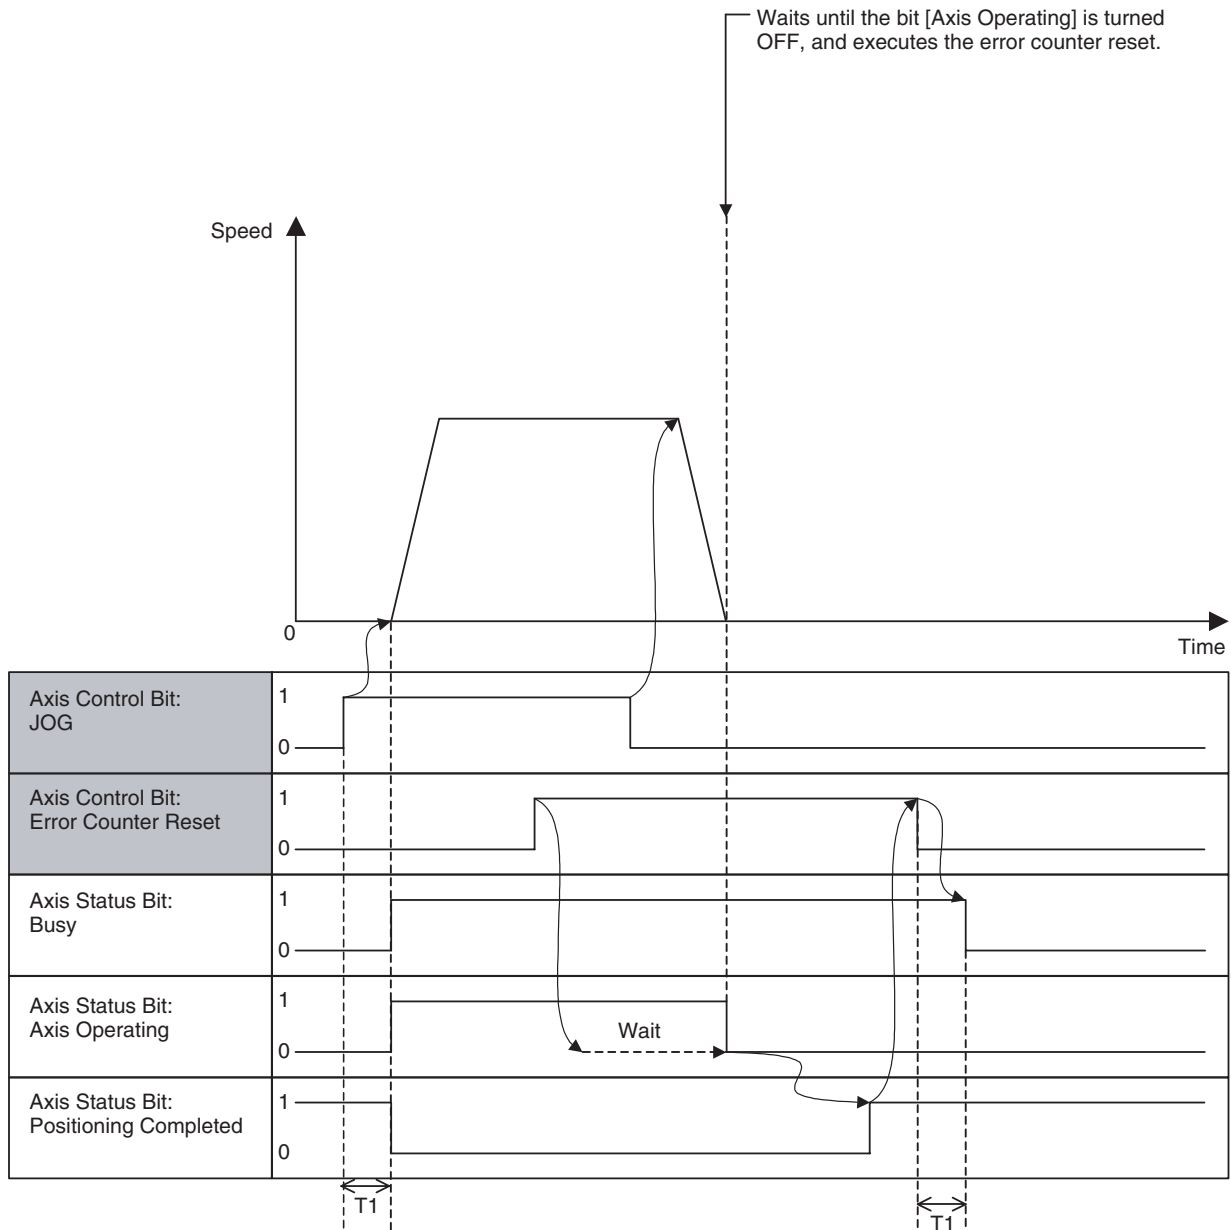 Waits until the bit [Axis Operating] is turned
OFF, and executes the error counter reset.
Speed
0
Time
Axis Control Bit:
JOG
1
0
Axis Control Bit:
Error Counter Reset
1
0
Axis Status Bit:
Busy
1
0
Axis Status Bit:
Axis Operating
1
0
Wait
Axis Status Bit:
Positioning Completed
1
0
T1
T1